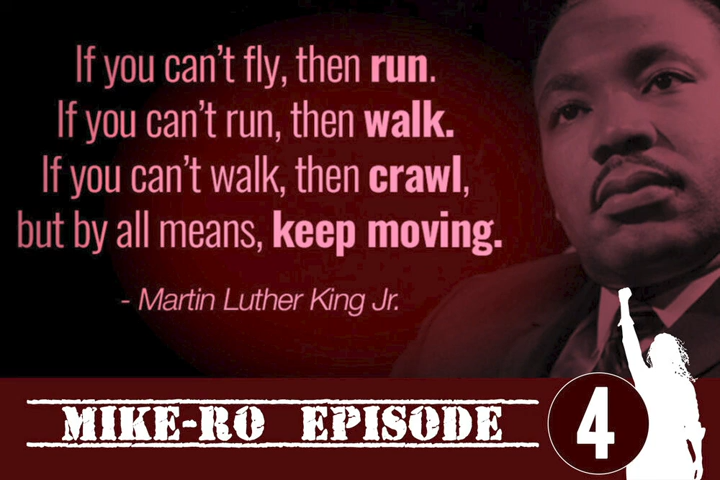 If you can't fly, then run.
If you can't run, then walk.
If you can't walk, then crawl,
but by all means, keep moving.
- Martin Luther King Jr.
MIKE-RO EPISODE 4